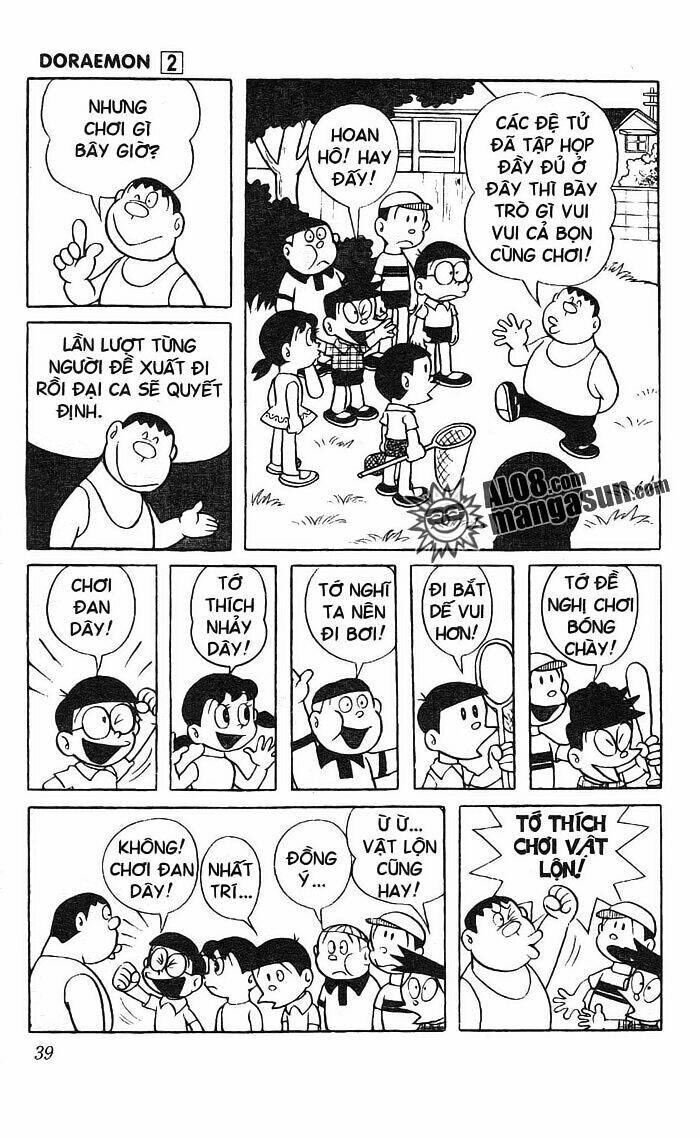 DORAEMON 2
NHƯNG
CHƠI GÌ
BÂY GIỜ?
HOAN
HÔ! HAY
ĐẤY!
CÁC ĐỆ TỬ
ĐÃ TẬP HỌP
ĐẦY ĐỦ Ở
ĐÂY THÌ BÀY
TRÒ GÌ VUI
VUI CẢ BỌN
CÙNG CHƠI!
LẦN LƯỢT TỪNG
NGƯỜI ĐỀ XUẤT ĐI
RỒI ĐẠI CA SẼ QUYẾT
ĐỊNH.
ALO8.com
mangasun.com
CHƠI
ĐAN
DÂY!
TỚ
THÍCH
NHẢY
DÂY!
TỚ NGHĨ
TA NÊN
ĐI BƠI!
ĐI BẮT
DẾ VUI
HƠN!
TỚ ĐỀ
NGHỊ CHƠI
BÓNG
CHÀY!
KHÔNG!
CHƠI ĐAN
DÂY!
NHẤT
TRÍ...
ĐỒNG
Ý...
Ừ Ừ...
VẬT LỘN
CŨNG
HAY!
TỚ THÍCH
CHƠI VẬT
LỘN!
39